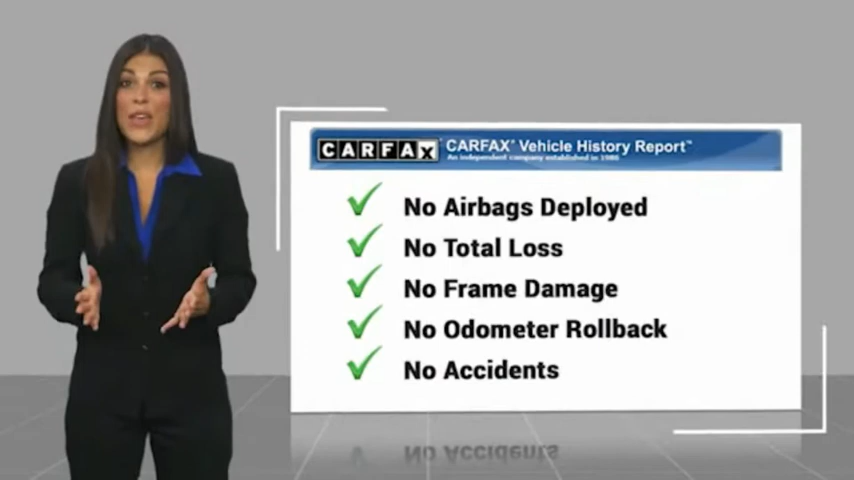 CARFAX CARFAX® Vehicle History Report™
An independent company established in 1986
No Airbags Deployed
No Total Loss
No Frame Damage
No Odometer Rollback
No Accidents
No Accidents